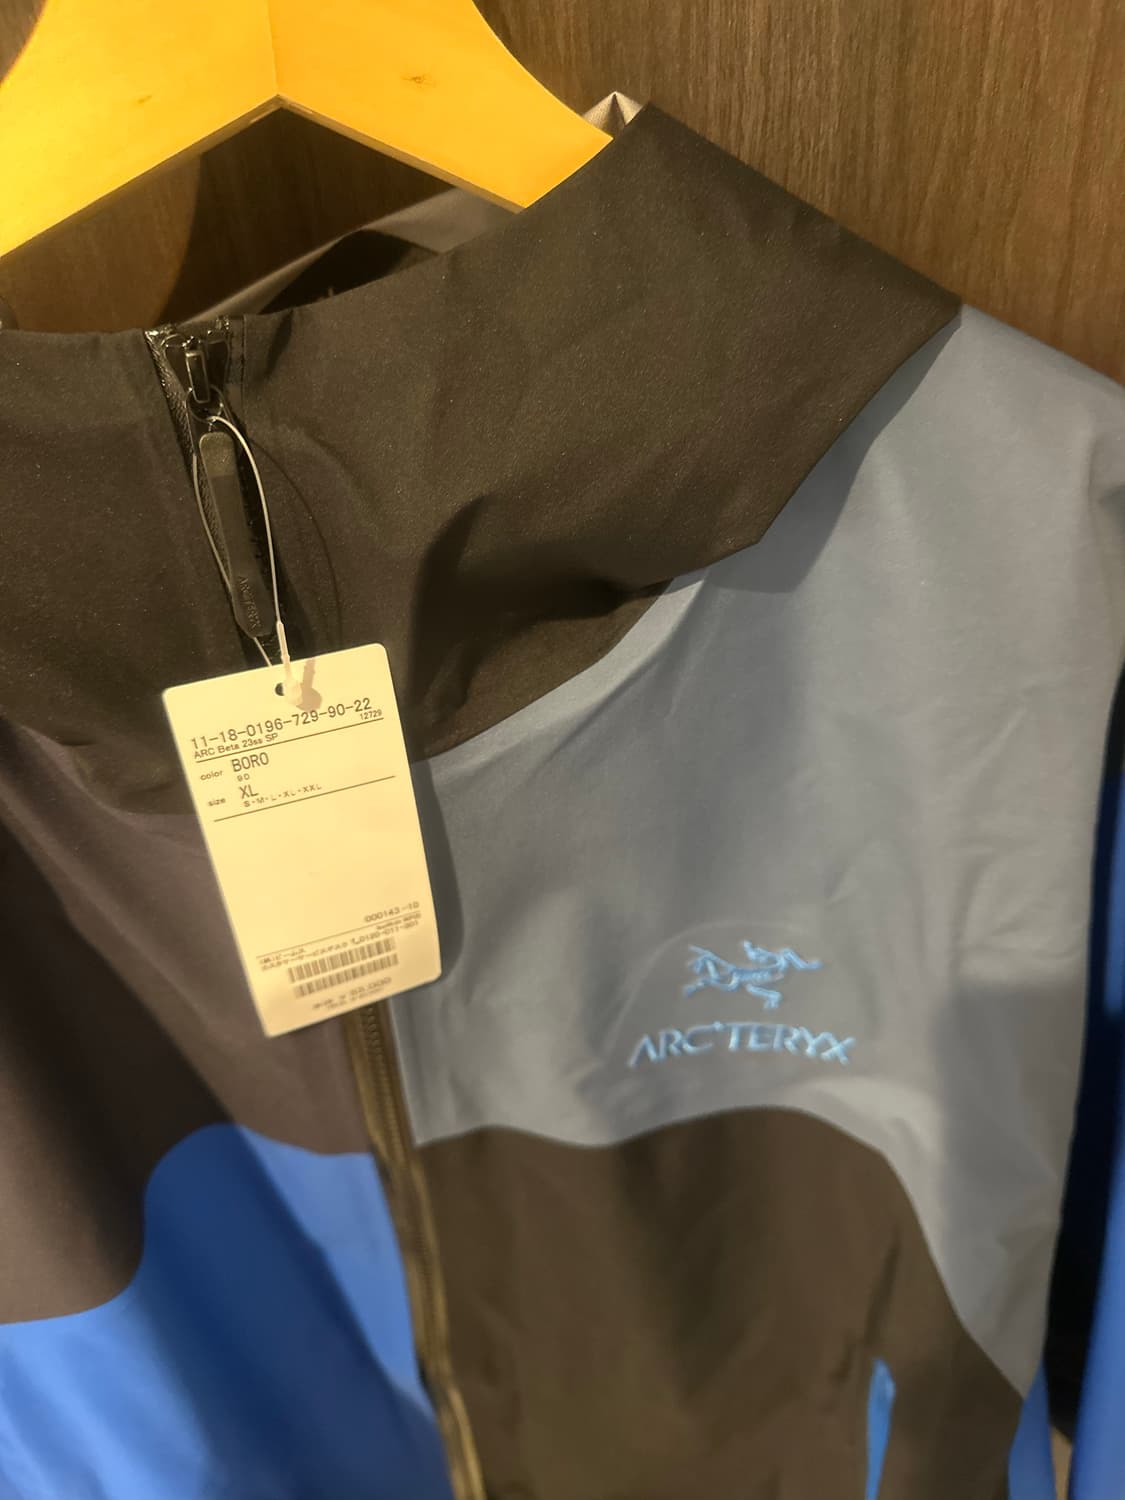 ARC'TERYX
11-18-0196-729-90-22
12729
ARC Beta 23ss SP
color BORO
90
size XL
S・M・L・XL・XXL
000143-10
ARC'TERYX